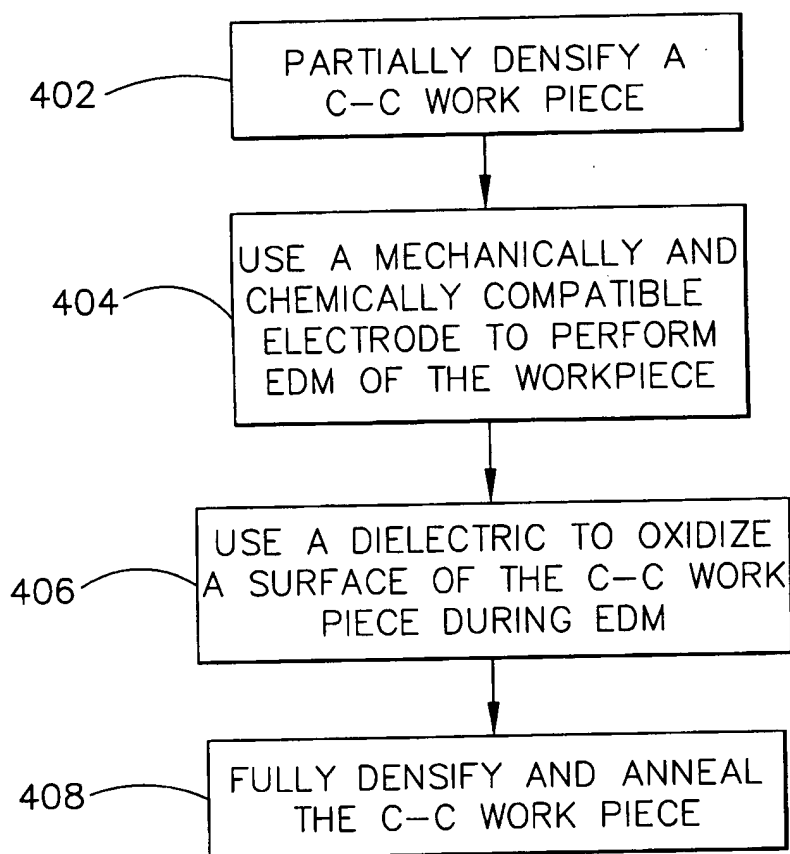 402
PARTIALLY DENSIFY A
C-C WORK PIECE
404
USE A MECHANICALLY AND
CHEMICALLY COMPATIBLE
ELECTRODE TO PERFORM
EDM OF THE WORKPIECE
406
USE A DIELECTRIC TO OXIDIZE
A SURFACE OF THE C-C WORK
PIECE DURING EDM
408
FULLY DENSIFY AND ANNEAL
THE C-C WORK PIECE